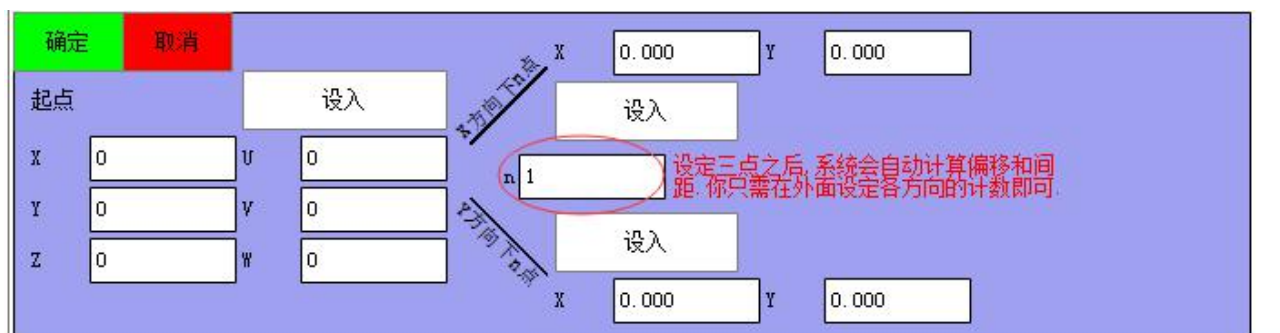 确定 取消
X 0.000 Y 0.000
X方向下n点
起点 设入 设入
X 0 U 0
n 1 设定三点之后, 系统会自动计算偏移和间
距. 你只需在外面设定各方向的计数即可.
Y 0 V 0
Y方向下n点
设入
Z 0 W 0
X 0.000 Y 0.000